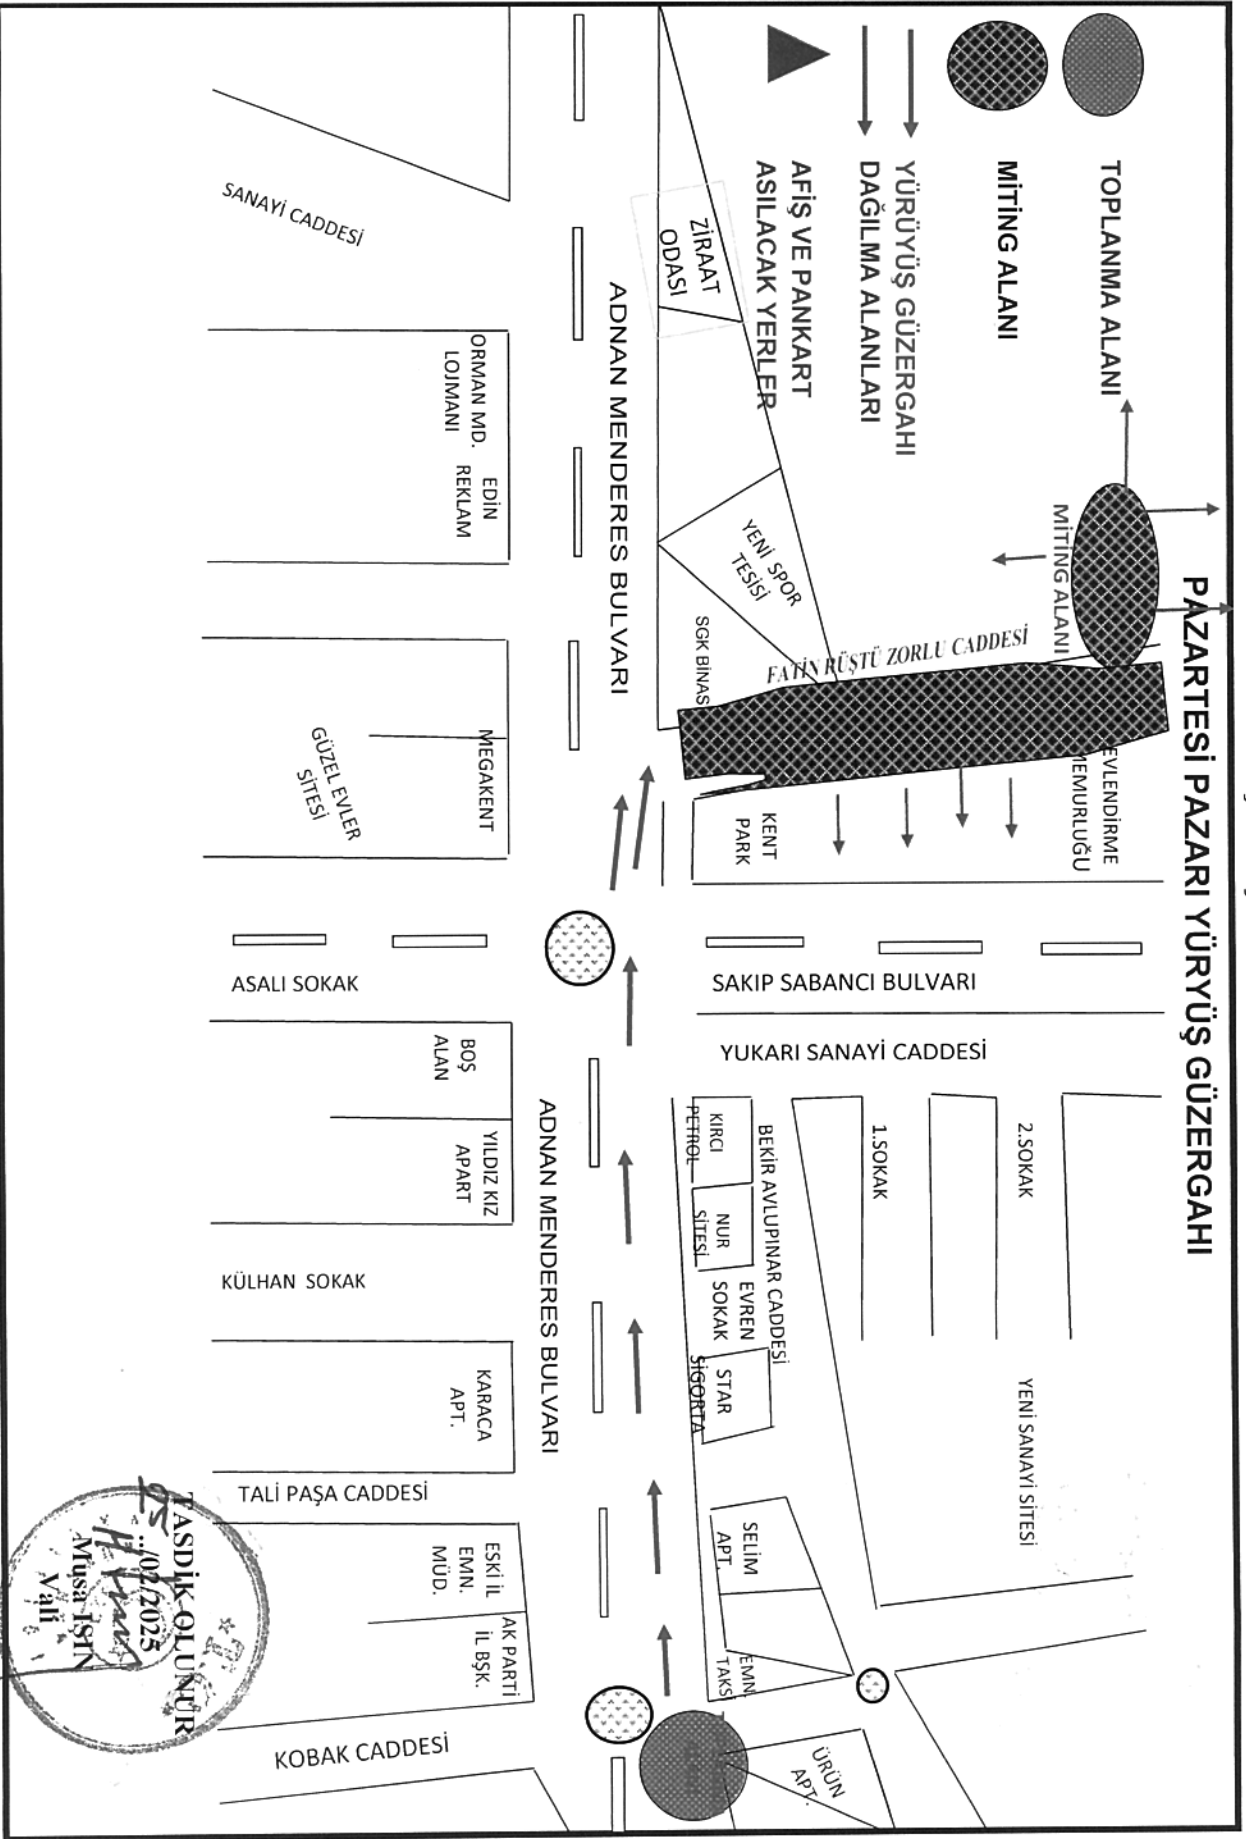 PAZARTESİ PAZARI YÜRYÜŞ GÜZERGAHI
TOPLANMA ALANI
MİTİNG ALANI
YÜRÜYÜŞ GÜZERGAHI
DAĞILMA ALANLARI
AFİŞ VE PANKART
ASILACAK YERLER
MİTİNG ALANI
EVLENDİRME
MEMURLUĞU
FATİN RÜŞTÜ ZORLU CADDESİ
ZİRAAT
ODASI
YENİ SPOR
TESİSİ
SGK BİNAS
KENT
PARK
SAKIP SABANCI BULVARI
YUKARI SANAYİ CADDESİ
2.SOKAK
1.SOKAK
YENİ SANAYİ SİTESİ
BEKİR AVLUPINAR CADDESİ
KIRCI
PETROL
NUR
SİTESİ
EVREN
SOKAK
STAR
SİGORTA
SELİM
APT.
EMN.
TAKSİ
ÜRÜN
APT.
ADNAN MENDERES BULVARI
ADNAN MENDERES BULVARI
SANAYİ CADDESİ
ORMAN MD.
LOJMANI
EDİN
REKLAM
MEGAKENT
GÜZEL EVLER
SİTESİ
ASALI SOKAK
BOŞ
ALAN
YILDIZ KIZ
APART
KÜLHAN SOKAK
KARACA
APT.
TALİ PAŞA CADDESİ
ESKİ İL
EMN.
MÜD.
AK PARTİ
İL BŞK.
KOBAK CADDESİ
TASDİK OLUNUR
.../02/2025
Musa IŞIN
Vali